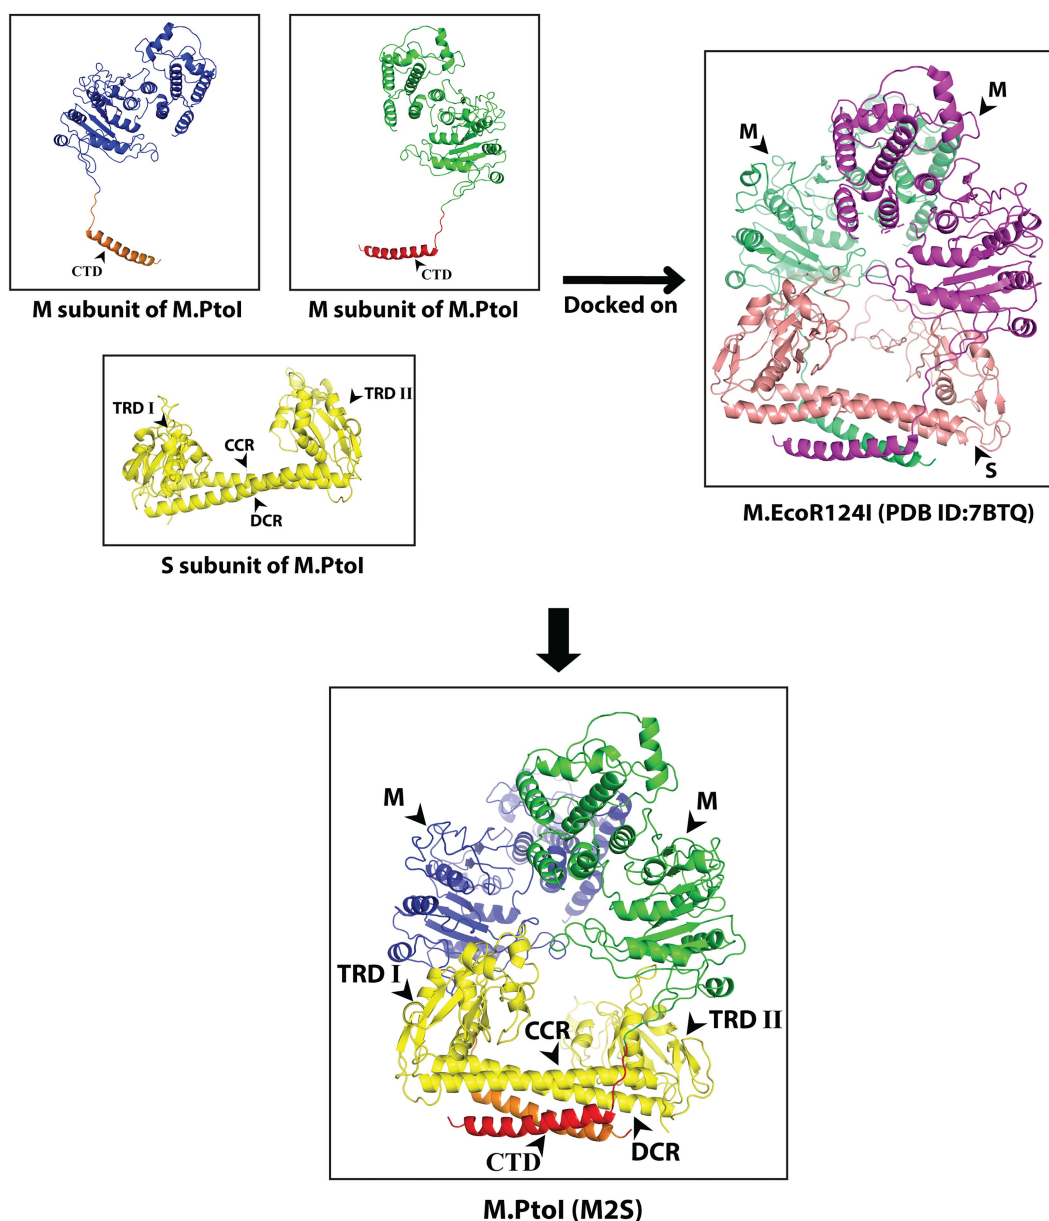 CTD
M subunit of M.PtoI
CTD
M subunit of M.PtoI
Docked on
M
M
S
M.EcoR124I (PDB ID:7BTQ)
TRD I
TRD II
CCR
DCR
S subunit of M.PtoI
M
M
TRD I
TRD II
CCR
CTD
DCR
M.PtoI (M2S)